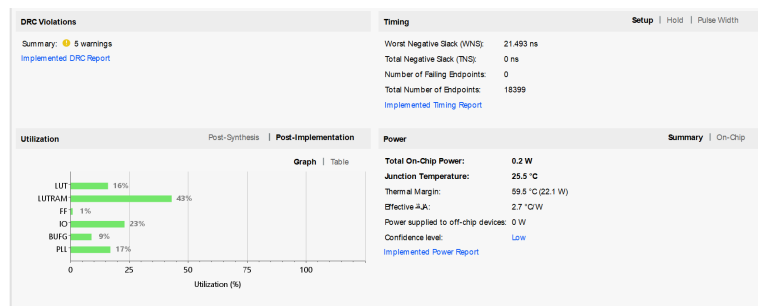 DRC Violations
Summary: 5 warnings
Implemented DRC Report
Timing
Setup | Hold | Pulse Width
Worst Negative Slack (WNS): 21.493 ns
Total Negative Slack (TNS): 0 ns
Number of Failing Endpoints: 0
Total Number of Endpoints: 18399
Implemented Timing Report
Utilization
Post-Synthesis | Post-Implementation
Graph | Table
LUT 16%
LUTRAM 43%
FF 1%
IO 23%
BUFG 9%
PLL 17%
0 25 50 75 100
Utilization (%)
Power
Summary | On-Chip
Total On-Chip Power: 0.2 W
Junction Temperature: 25.5 °C
Thermal Margin: 59.5 °C (22.1 W)
Effective JA: 2.7 °C/W
Power supplied to off-chip devices: 0 W
Confidence level: Low
Implemented Power Report